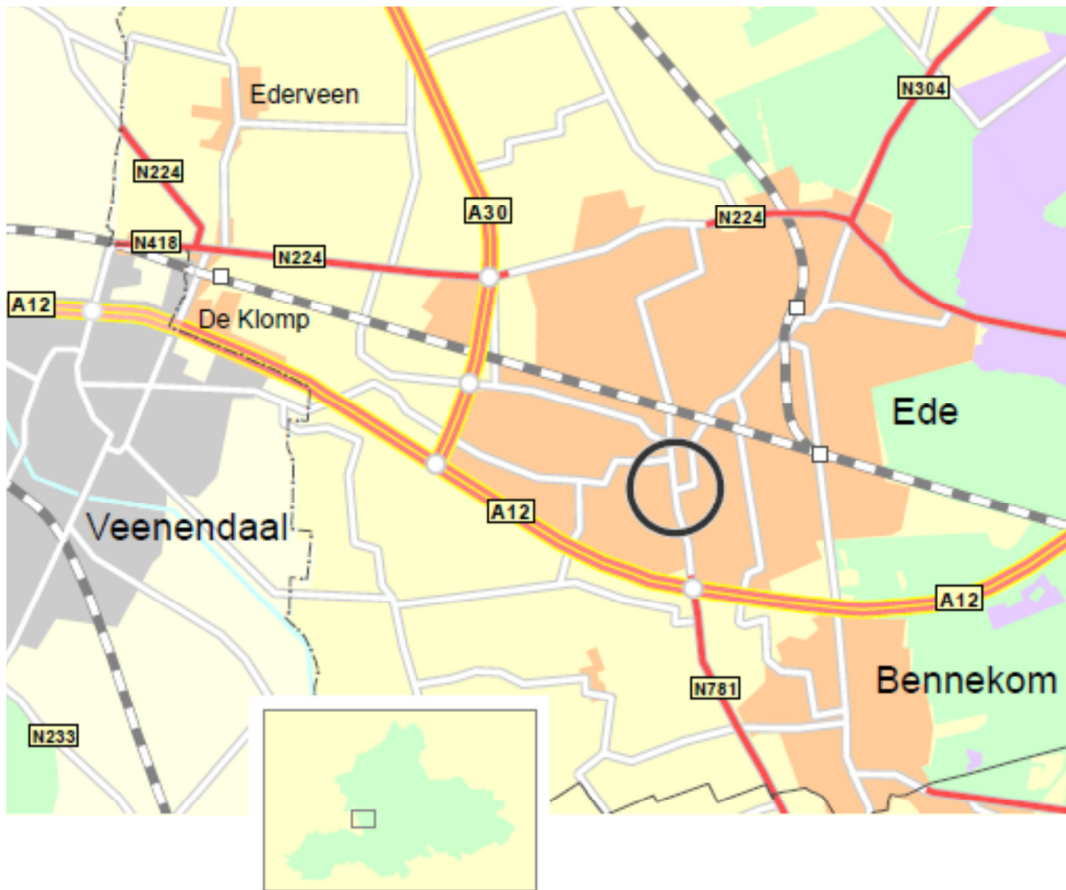 N304
Ederveen
N224
A30
N224
N418
N224
A12
De Klomp
Ede
A12
Veenendaal
A12
Bennekom
N781
N233